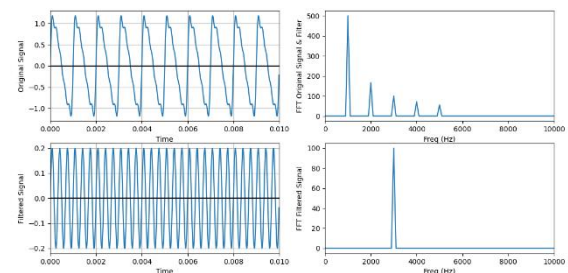 Original Signal
1.0
0.5
0.0
−0.5
−1.0
0.000 0.002 0.004 0.006 0.008 0.010
Time
FFT Original Signal & Filter
500
400
300
200
100
0
0 2000 4000 6000 8000 10000
Freq (Hz)
Filtered Signal
0.2
0.1
0.0
−0.1
−0.2
0.000 0.002 0.004 0.006 0.008 0.010
Time
FFT Filtered Signal
100
80
60
40
20
0
0 2000 4000 6000 8000 10000
Freq (Hz)